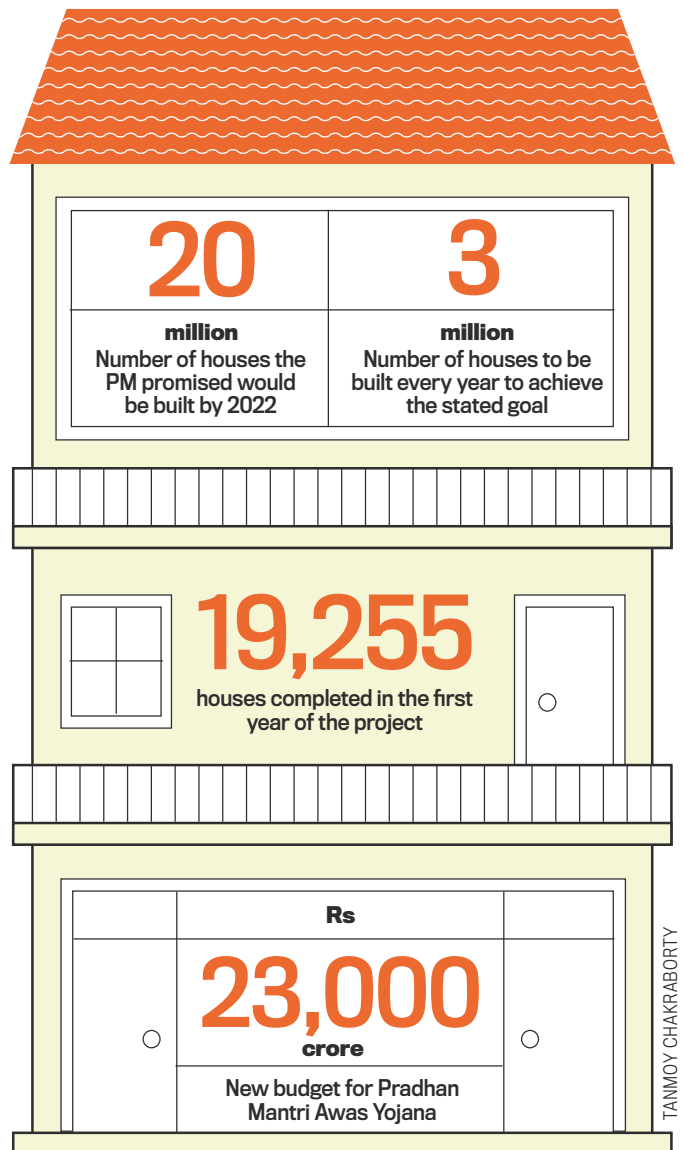 20
million
Number of houses the
PM promised would
be built by 2022
3
million
Number of houses to be
built every year to achieve
the stated goal
19,255
houses completed in the first
year of the project
Rs
23,000
crore
New budget for Pradhan
Mantri Awas Yojana
TANMOY CHAKRABORTY